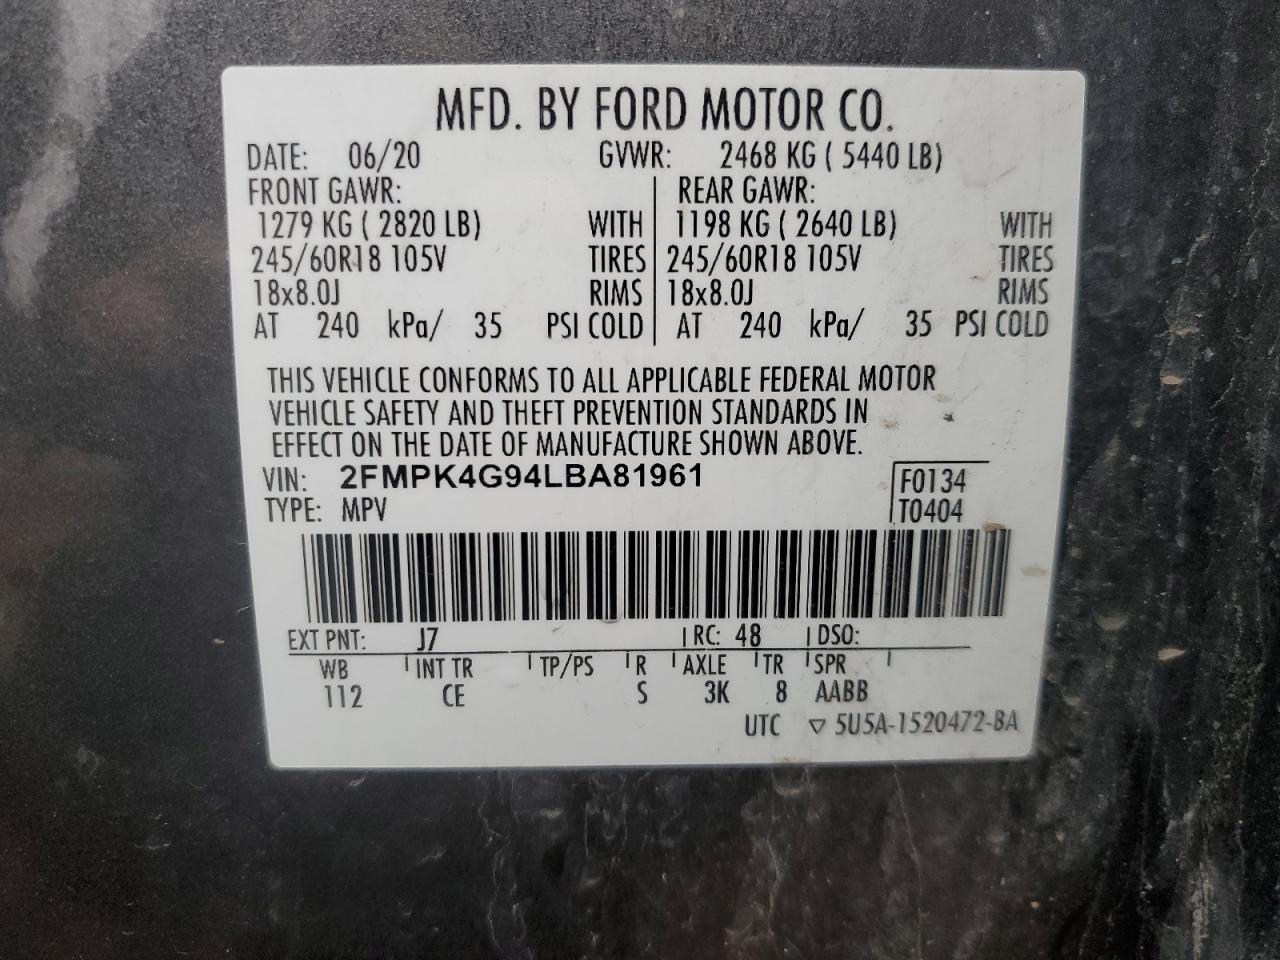 MFD. BY FORD MOTOR CO.
DATE: 06/20 GVWR: 2468 KG ( 5440 LB)
FRONT GAWR: REAR GAWR:
1279 KG ( 2820 LB) WITH 1198 KG ( 2640 LB) WITH
245/60R18 105V TIRES 245/60R18 105V TIRES
18x8.0J RIMS 18x8.0J RIMS
AT 240 kPa/ 35 PSI COLD AT 240 kPa/ 35 PSI COLD
THIS VEHICLE CONFORMS TO ALL APPLICABLE FEDERAL MOTOR
VEHICLE SAFETY AND THEFT PREVENTION STANDARDS IN
EFFECT ON THE DATE OF MANUFACTURE SHOWN ABOVE.
VIN: 2FMPK4G94LBA81961 F0134
TYPE: MPV T0404
EXT PNT: J7 RC: 48 DSO:
WB INT TR TP/PS R AXLE TR SPR
112 CE S 3K 8 AABB
UTC ▽ 5U5A-1520472-BA